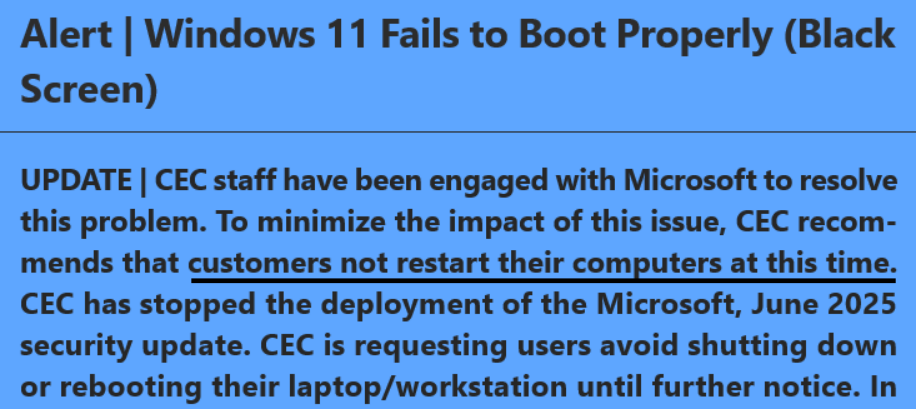 Alert | Windows 11 Fails to Boot Properly (Black
Screen)
UPDATE | CEC staff have been engaged with Microsoft to resolve
this problem. To minimize the impact of this issue, CEC recom-
mends that customers not restart their computers at this time.
CEC has stopped the deployment of the Microsoft, June 2025
security update. CEC is requesting users avoid shutting down
or rebooting their laptop/workstation until further notice. In